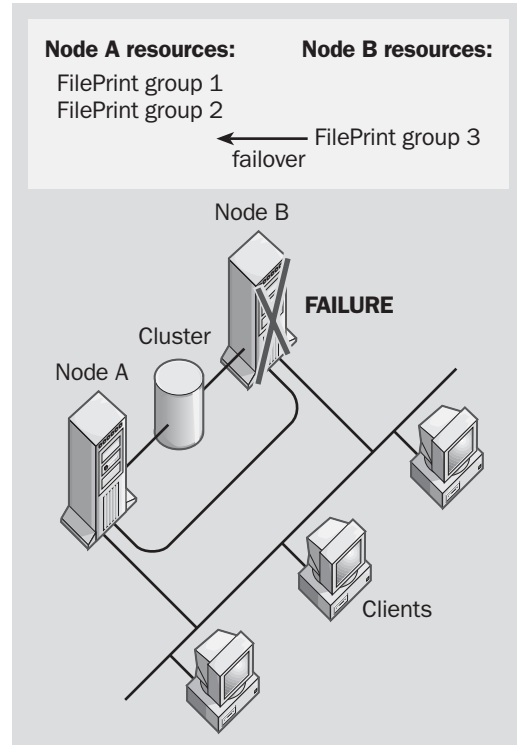 Node A resources:
Node B resources:
FilePrint group 1
FilePrint group 2
FilePrint group 3
failover
Node B
FAILURE
Cluster
Node A
Clients